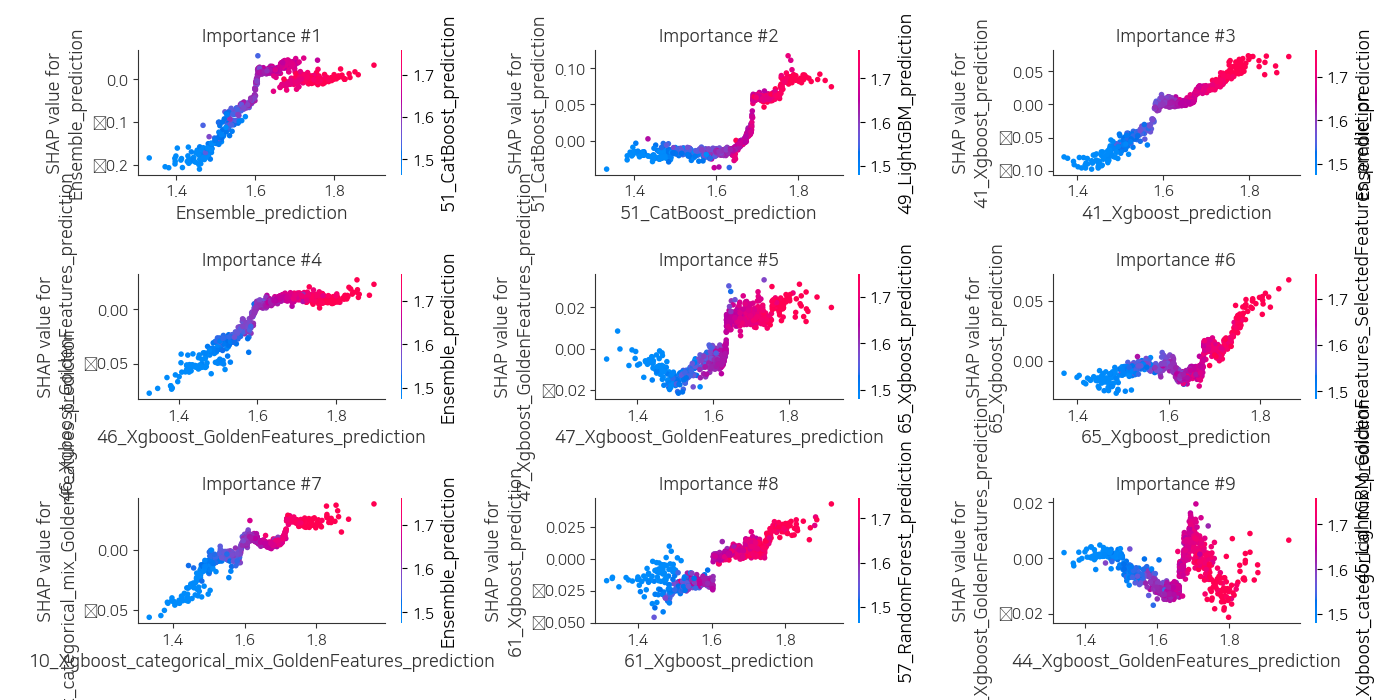 Importance #1
Importance #2
Importance #3
SHAP value for
Ensemble_prediction
0.0
0.1
0.2
1.4
1.6
1.8
Ensemble_prediction
1.7
1.6
1.5
51_CatBoost_prediction
SHAP value for
51_CatBoost_prediction
0.10
0.05
0.00
1.4
1.6
1.8
51_CatBoost_prediction
1.7
1.6
1.5
49_LightGBM_prediction
SHAP value for
41_Xgboost_prediction
0.05
0.00
0.05
0.10
1.4
1.6
1.8
41_Xgboost_prediction
1.7
1.6
1.5
Ensemble_prediction
Importance #4
Importance #5
Importance #6
SHAP value for
46_Xgboost_GoldenFeatures_prediction
0.00
0.05
1.4
1.6
1.8
46_Xgboost_GoldenFeatures_prediction
1.7
1.6
1.5
Ensemble_prediction
SHAP value for
47_Xgboost_GoldenFeatures_prediction
0.02
0.00
0.02
1.4
1.6
1.8
47_Xgboost_GoldenFeatures_prediction
1.7
1.6
1.5
65_Xgboost_prediction
SHAP value for
65_Xgboost_prediction
0.05
0.00
1.4
1.6
1.8
65_Xgboost_prediction
1.7
1.6
1.5
Importance #7
Importance #8
Importance #9
SHAP value for
0.00
0.05
1.4
1.6
1.8
10_Xgboost_categorical_mix_GoldenFeatures_prediction
1.7
1.6
1.5
Ensemble_prediction
SHAP value for
61_Xgboost_prediction
0.025
0.000
0.025
0.050
1.4
1.6
1.8
61_Xgboost_prediction
1.7
1.6
1.5
57_RandomForest_prediction
SHAP value for
0.02
0.00
0.02
1.4
1.6
1.8
44_Xgboost_GoldenFeatures_prediction
1.7
1.6
1.5